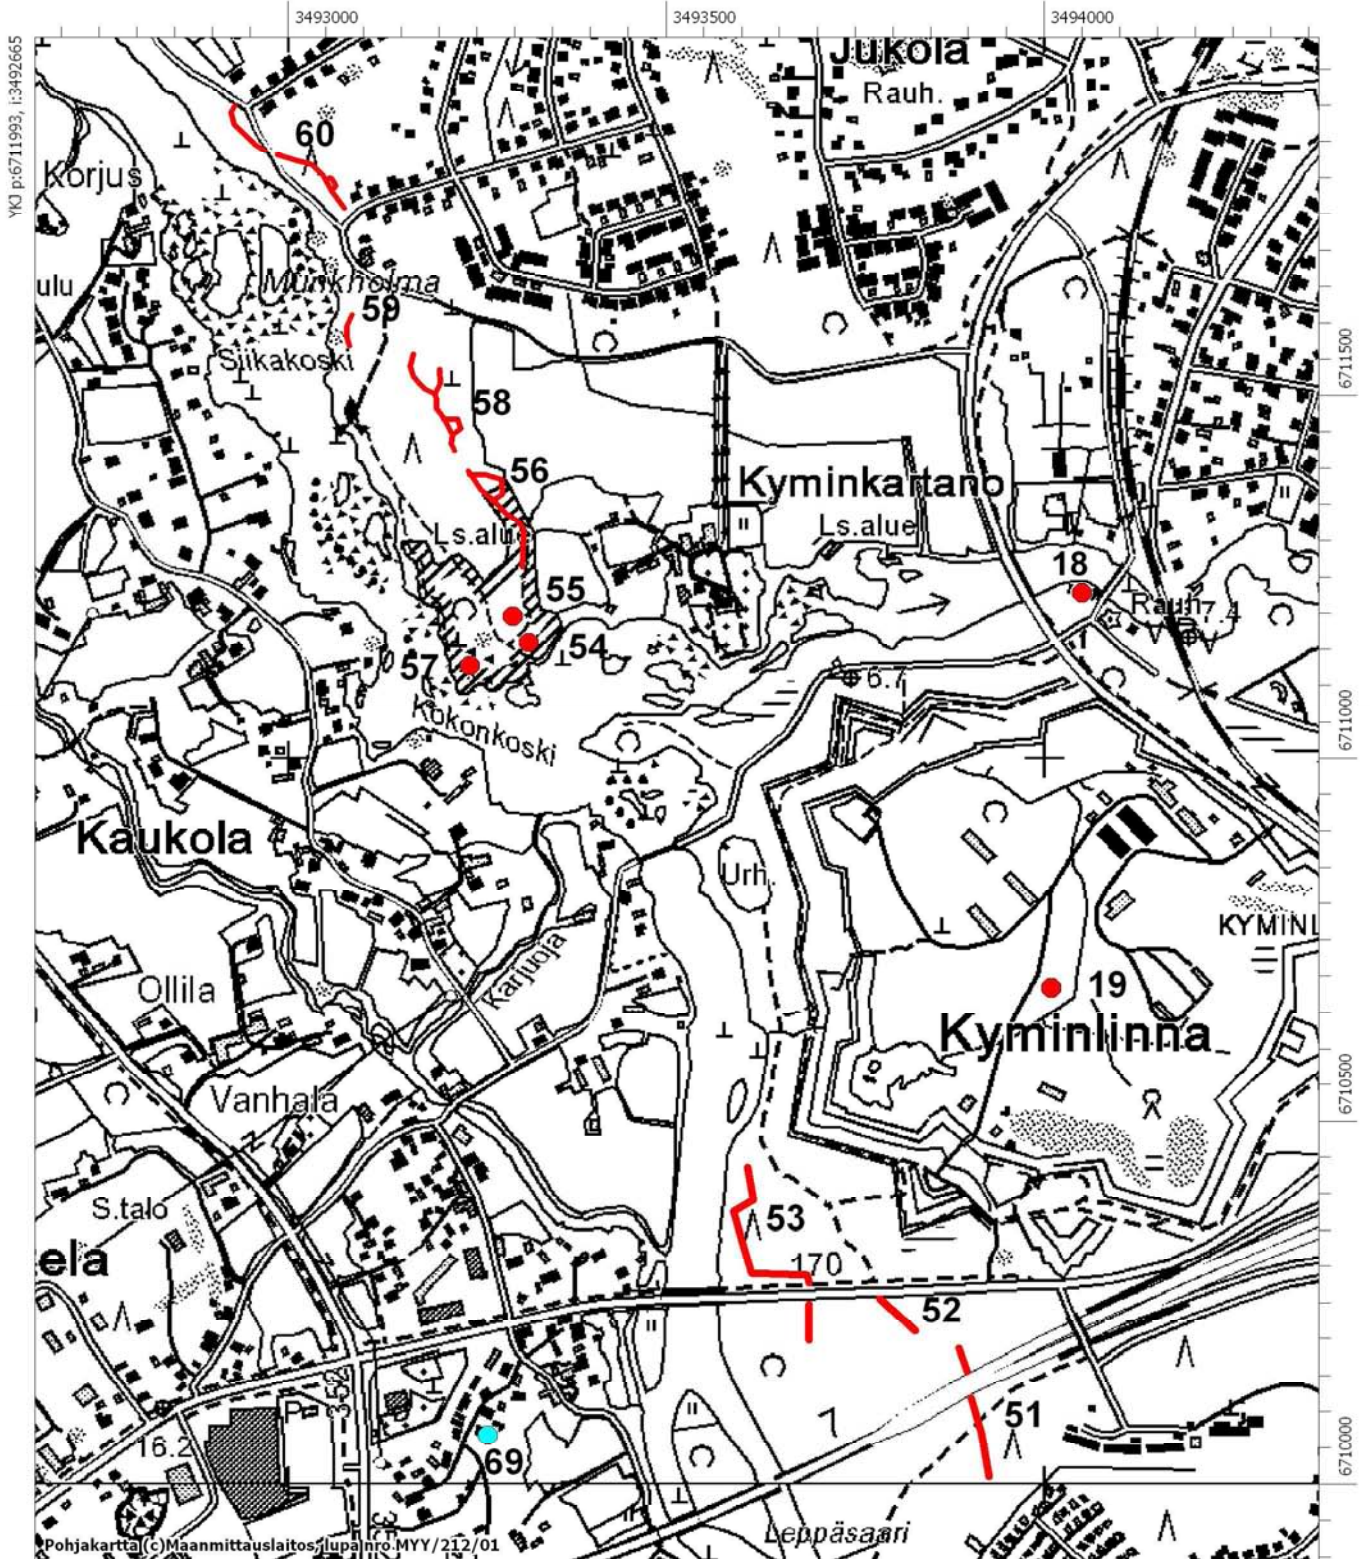 3493000
3493500
3494000
YKJ p:6711993, i:3492665
Jukola
Rauh.
60
Korjus
ulu
Munkholma
59
Siikakoski
6711500
58
56
Kyminkartano
Ls.alue
Ls.alue
18
55
54
57
6.7
Kokonkoski
6711000
Kaukola
Urh.
KYMINL
Ollila
Karjuoja
19
Kyminlinna
Vanhala
10
6710500
S.talo
53
ela
170
52
7
51
P
16.2
69
6710000
Leppäsaari
Pohjakartta (c)Maanmittauslaitos, lupa nro MYY/212/01